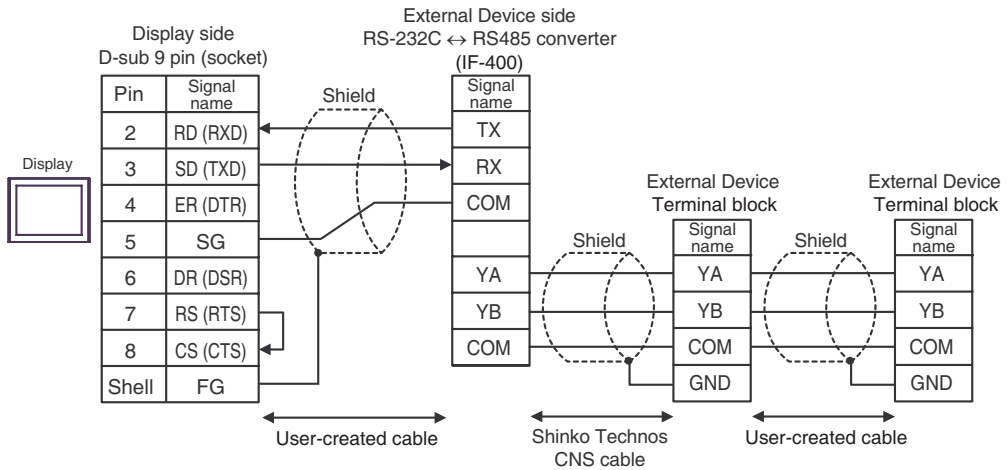 External Device side
RS-232C ↔ RS485 converter
(IF-400)
Display side
D-sub 9 pin (socket)
Pin
Signal
name
2
RD (RXD)
3
SD (TXD)
4
ER (DTR)
5
SG
6
DR (DSR)
7
RS (RTS)
8
CS (CTS)
Shell
FG
Display
Shield
Signal
name
TX
RX
COM
YA
YB
COM
Shield
External Device
Terminal block
Signal
name
YA
YB
COM
GND
Shield
External Device
Terminal block
Signal
name
YA
YB
COM
GND
User-created cable
Shinko Technos
CNS cable
User-created cable